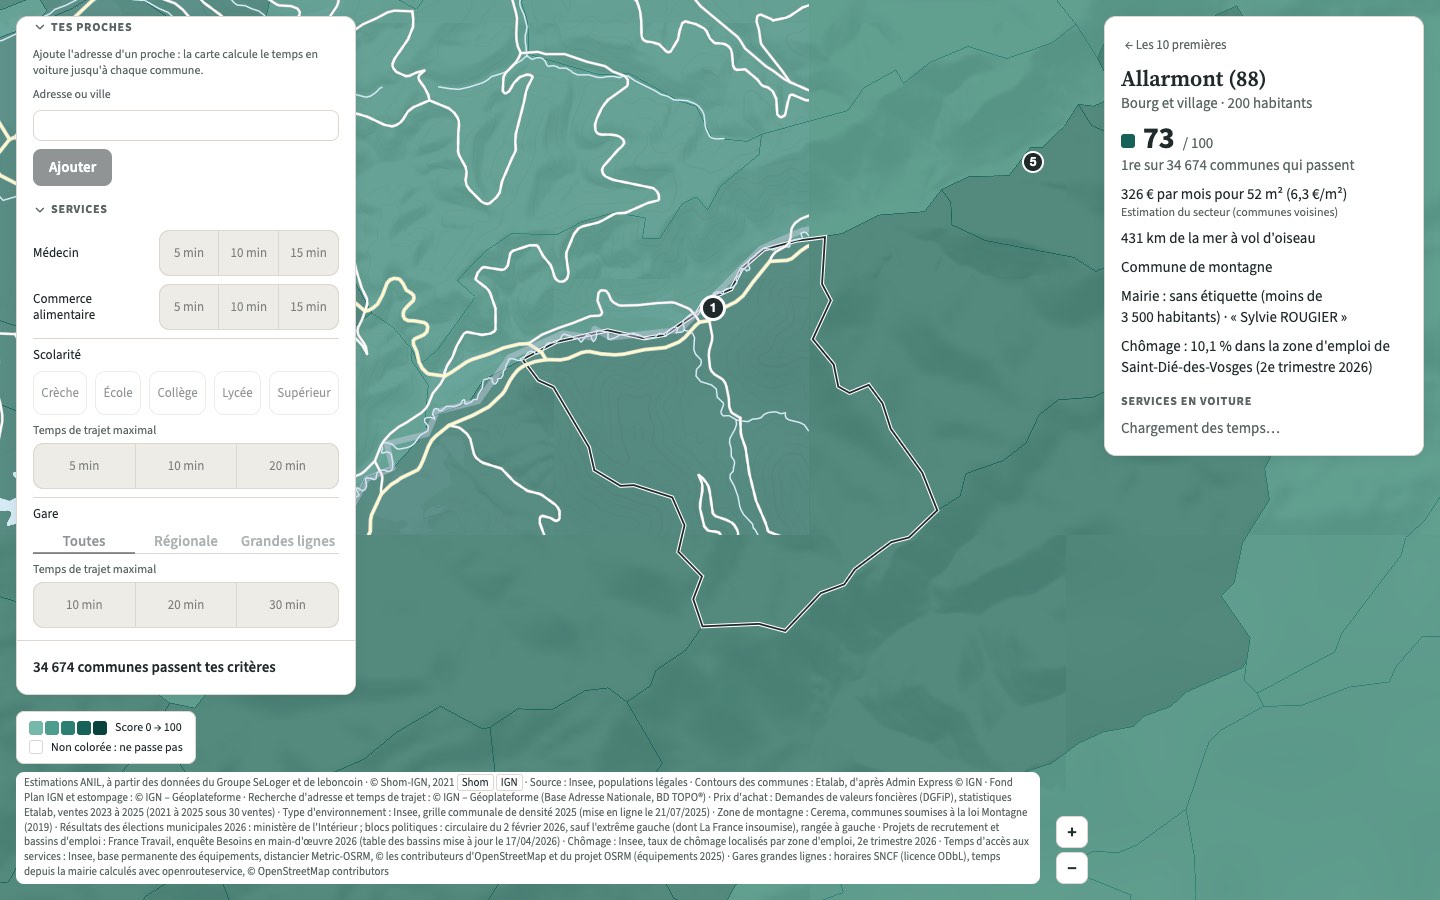 TES PROCHES
Ajoute l'adresse d'un proche : la carte calcule le temps en
voiture jusqu'à chaque commune.
Adresse ou ville
Ajouter
SERVICES
Médecin
5 min
10 min
15 min
Commerce
alimentaire
5 min
10 min
15 min
Scolarité
Crèche
École
Collège
Lycée
Supérieur
Temps de trajet maximal
5 min
10 min
20 min
Gare
Toutes
Régionale
Grandes lignes
Temps de trajet maximal
10 min
20 min
30 min
34 674 communes passent tes critères
Score 0 → 100
Non colorée : ne passe pas
1
5
← Les 10 premières
Allarmont (88)
Bourg et village · 200 habitants
73 / 100
1re sur 34 674 communes qui passent
326 € par mois pour 52 m² (6,3 €/m²)
Estimation du secteur (communes voisines)
431 km de la mer à vol d'oiseau
Commune de montagne
Mairie : sans étiquette (moins de
3 500 habitants) · « Sylvie ROUGIER »
Chômage : 10,1 % dans la zone d'emploi de
Saint-Dié-des-Vosges (2e trimestre 2026)
SERVICES EN VOITURE
Chargement des temps…
Estimations ANIL, à partir des données du Groupe SeLoger et de leboncoin · © Shom-IGN, 2021 Shom IGN · Source : Insee, populations légales · Contours des communes : Etalab, d'après Admin Express © IGN · Fond
Plan IGN et estompage : © IGN – Géoplateforme · Recherche d'adresse et temps de trajet : © IGN – Géoplateforme (Base Adresse Nationale, BD TOPO®) · Prix d'achat : Demandes de valeurs foncières (DGFiP), statistiques
Etalab, ventes 2023 à 2025 (2021 à 2025 sous 30 ventes) · Type d'environnement : Insee, grille communale de densité 2025 (mise en ligne le 21/07/2025) · Zone de montagne : Cerema, communes soumises à la loi Montagne
(2019) · Résultats des élections municipales 2026 : ministère de l'Intérieur ; blocs politiques : circulaire du 2 février 2026, sauf l'extrême gauche (dont La France insoumise), rangée à gauche · Projets de recrutement et
bassins d'emploi : France Travail, enquête Besoins en main-d'œuvre 2026 (table des bassins mise à jour le 17/04/2026) · Chômage : Insee, taux de chômage localisés par zone d'emploi, 2e trimestre 2026 · Temps d'accès aux
services : Insee, base permanente des équipements, distancier Metric-OSRM, © les contributeurs d'OpenStreetMap et du projet OSRM (équipements 2025) · Gares grandes lignes : horaires SNCF (licence ODbL), temps
depuis la mairie calculés avec openrouteservice, © OpenStreetMap contributors
+
−